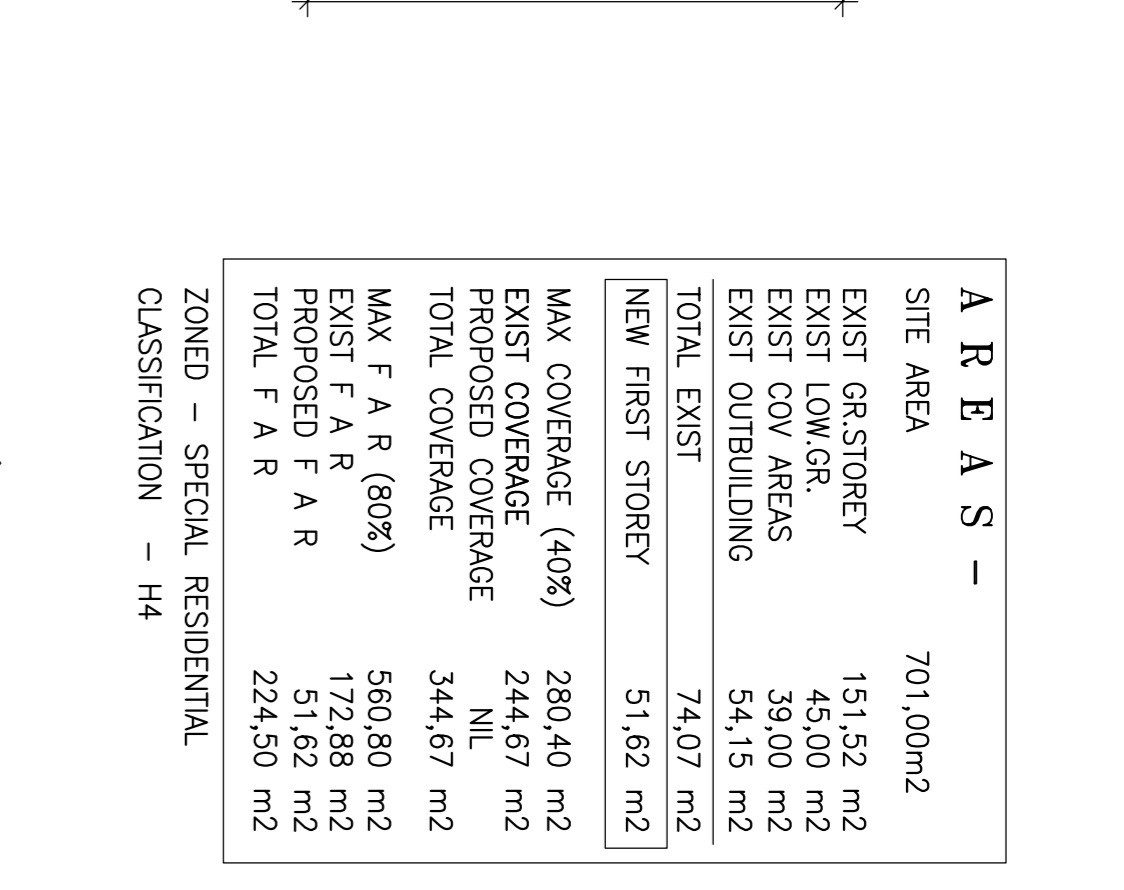 A R E A S –
SITE AREA 701,00m2
EXIST GR.STOREY 151,52 m2
EXIST LOW.GR. 45,00 m2
EXIST COV AREAS 39,00 m2
EXIST OUTBUILDING 54,15 m2
TOTAL EXIST 74,07 m2
NEW FIRST STOREY 51,62 m2
MAX COVERAGE (40%) 280,40 m2
EXIST COVERAGE 244,67 m2
PROPOSED COVERAGE NIL
TOTAL COVERAGE 344,67 m2
MAX F A R (80%) 560,80 m2
EXIST F A R 172,88 m2
PROPOSED F A R 51,62 m2
TOTAL F A R 224,50 m2
ZONED – SPECIAL RESIDENTIAL
CLASSIFICATION – H4